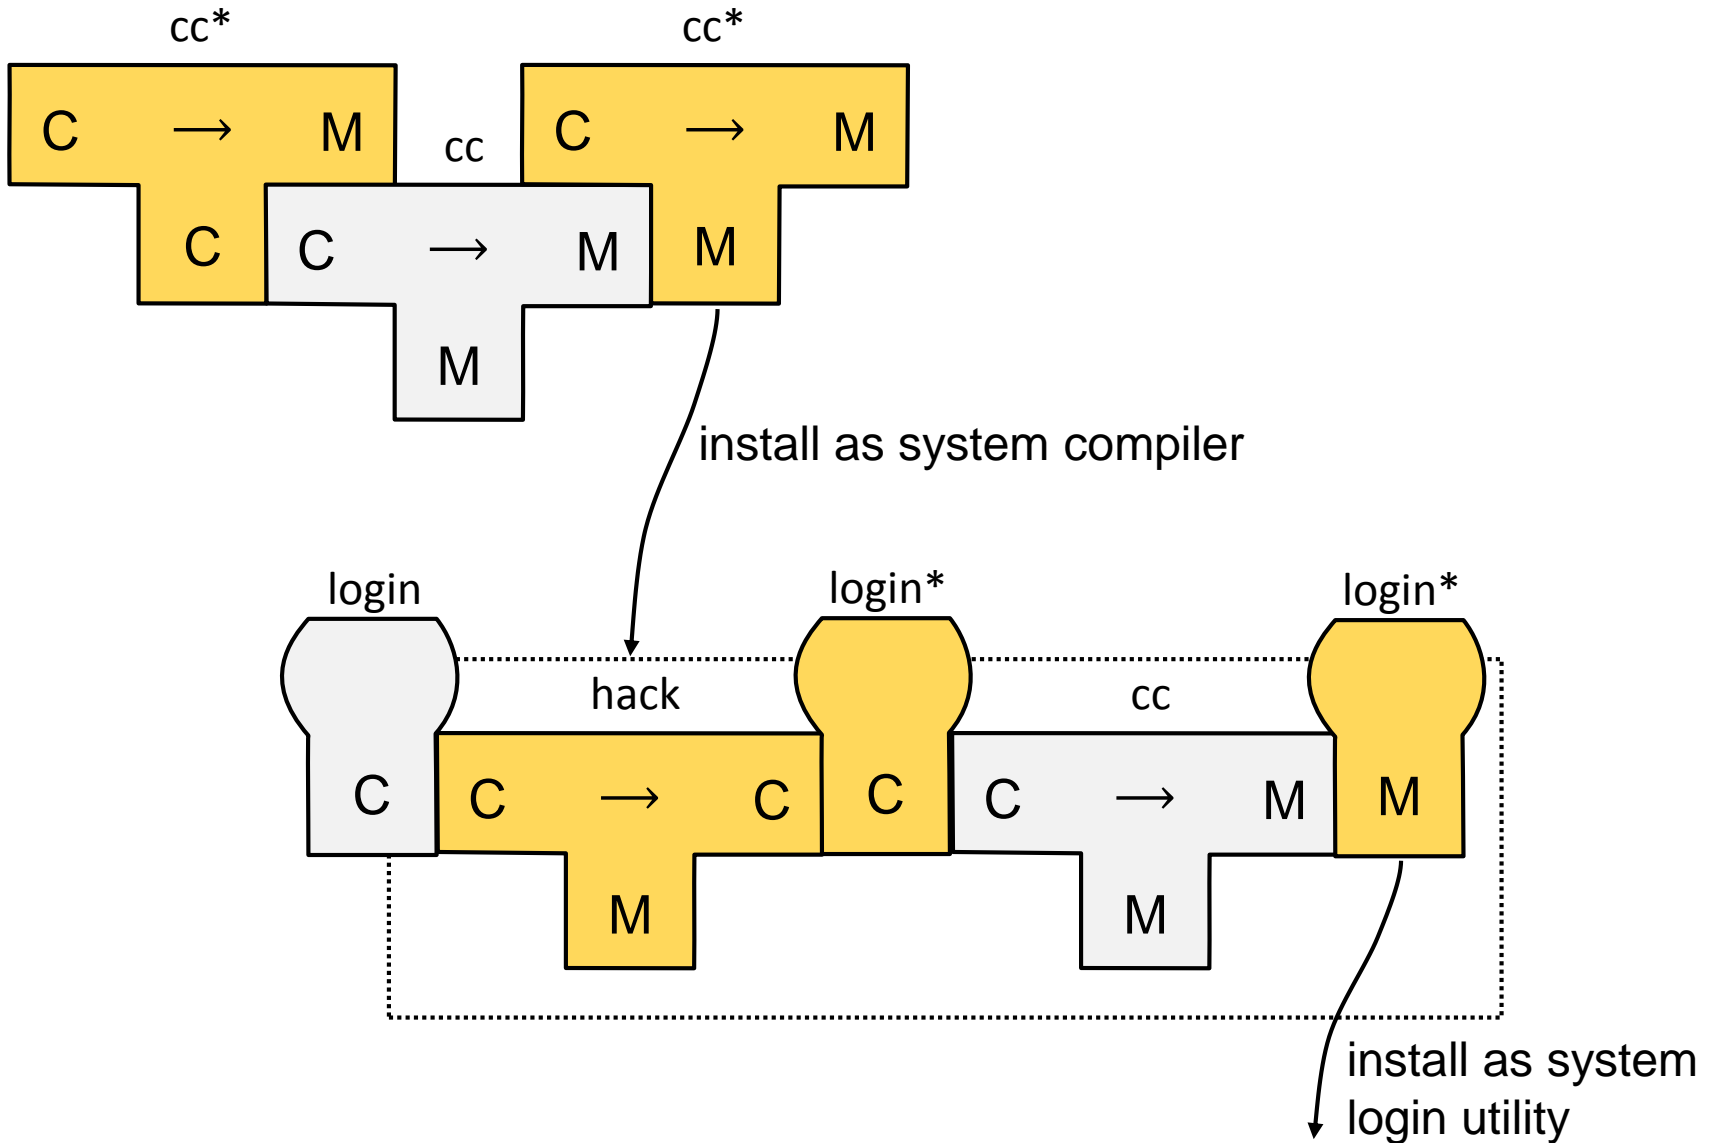 cc* cc*
C → M cc C → M
C C → M M
M
install as system compiler
login login* login*
hack cc
C C → C C C → M M
M M
install as system
login utility